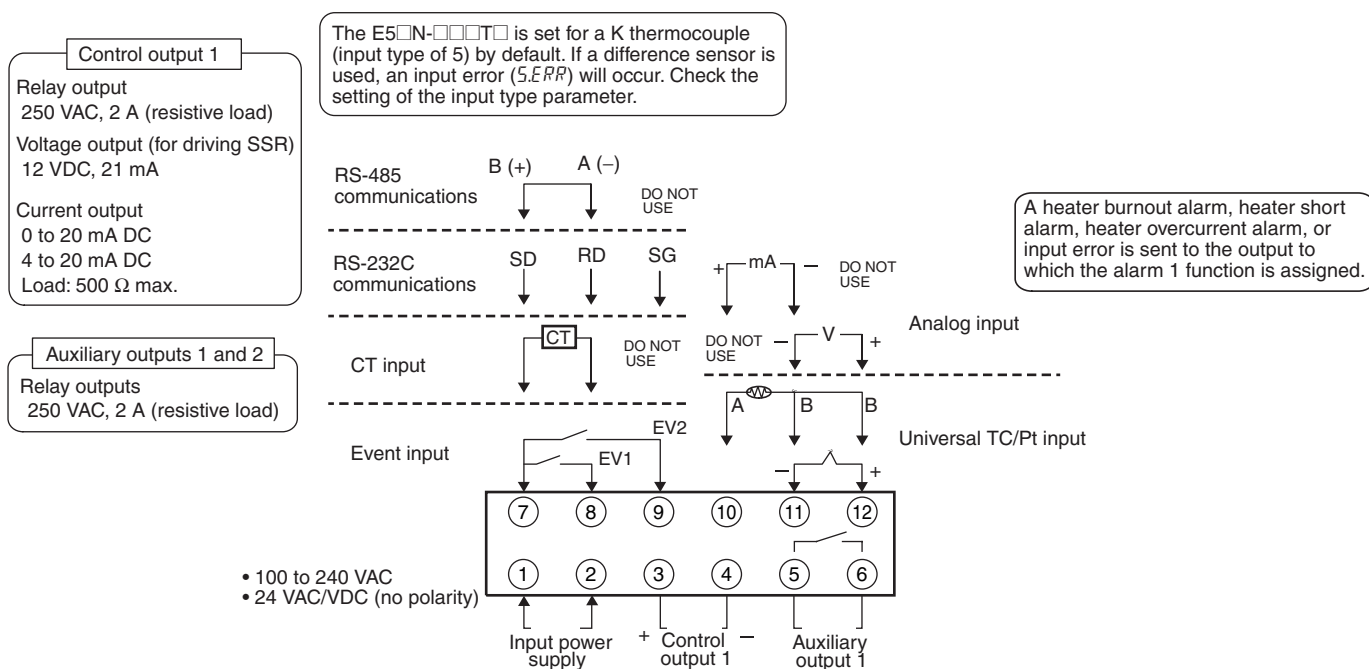 Control output 1
Relay output
250 VAC, 2 A (resistive load)
Voltage output (for driving SSR)
12 VDC, 21 mA
Current output
0 to 20 mA DC
4 to 20 mA DC
Load: 500 Ω max.
Auxiliary outputs 1 and 2
Relay outputs
250 VAC, 2 A (resistive load)
The E5□N-□□□T□ is set for a K thermocouple
(input type of 5) by default. If a difference sensor is
used, an input error (S.ERR) will occur. Check the
setting of the input type parameter.
A heater burnout alarm, heater short
alarm, heater overcurrent alarm, or
input error is sent to the output to
which the alarm 1 function is assigned.
RS-485
communications
B (+)
A (−)
DO NOT
USE
RS-232C
communications
SD
RD
SG
+
mA
−
DO NOT
USE
CT input
CT
DO NOT
USE
DO NOT
USE
−
V
+
Analog input
A
B
B
Universal TC/Pt input
Event input
EV2
EV1
−
+
7
8
9
10
11
12
1
2
3
4
5
6
• 100 to 240 VAC
• 24 VAC/VDC (no polarity)
Input power
supply
+
Control
output 1
−
Auxiliary
output 1